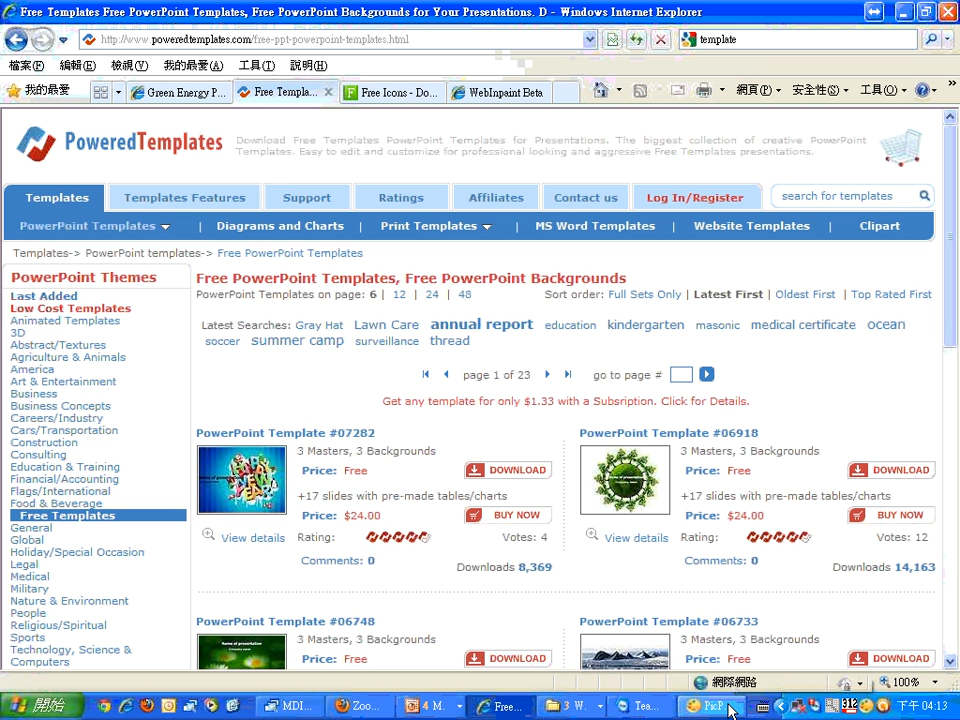 Free Templates Free PowerPoint Templates, Free PowerPoint Backgrounds for Your Presentations. D - Windows Internet Explorer
http://www.poweredtemplates.com/free-ppt-powerpoint-templates.html
template
檔案(F) 編輯(E) 檢視(V) 我的最愛(A) 工具(T) 說明(H)
我的最愛 Green Energy P... Free Templa... Free Icons - Do... WebInpaint Beta 網頁(P) 安全性(S) 工具(O)
PoweredTemplates
Download Free Templates PowerPoint Templates for Presentations. The biggest collection of creative PowerPoint
Templates. Easy to edit and customize for professional looking and aggressive Free Templates presentations.
Templates Templates Features Support Ratings Affiliates Contact us Log In/Register search for templates
PowerPoint Templates | Diagrams and Charts | Print Templates | MS Word Templates | Website Templates | Clipart
Templates-> PowerPoint templates-> Free PowerPoint Templates
PowerPoint Themes
Last Added
Low Cost Templates
Animated Templates
3D
Abstract/Textures
Agriculture & Animals
America
Art & Entertainment
Business
Business Concepts
Careers/Industry
Cars/Transportation
Construction
Consulting
Education & Training
Financial/Accounting
Flags/International
Food & Beverage
Free Templates
General
Global
Holiday/Special Occasion
Legal
Medical
Military
Nature & Environment
People
Religious/Spiritual
Sports
Technology, Science &
Computers
Free PowerPoint Templates, Free PowerPoint Backgrounds
PowerPoint Templates on page: 6 | 12 | 24 | 48 Sort order: Full Sets Only | Latest First | Oldest First | Top Rated First
Latest Searches: Gray Hat Lawn Care annual report education kindergarten masonic medical certificate ocean
soccer summer camp surveillance thread
page 1 of 23 go to page #
Get any template for only $1.33 with a Subsription. Click for Details.
PowerPoint Template #07282
3 Masters, 3 Backgrounds
Price: Free DOWNLOAD
+17 slides with pre-made tables/charts
Price: $24.00 BUY NOW
View details Rating: Votes: 4
Comments: 0 Downloads 8,369
PowerPoint Template #06918
3 Masters, 3 Backgrounds
Price: Free DOWNLOAD
+17 slides with pre-made tables/charts
Price: $24.00 BUY NOW
View details Rating: Votes: 12
Comments: 0 Downloads 14,163
PowerPoint Template #06748
3 Masters, 3 Backgrounds
Price: Free DOWNLOAD
PowerPoint Template #06733
3 Masters, 3 Backgrounds
Price: Free DOWNLOAD
網際網路 100%
開始 MDI... Zoo... 4 M. Free... 3 W. Tea... PicP 下午 04:13